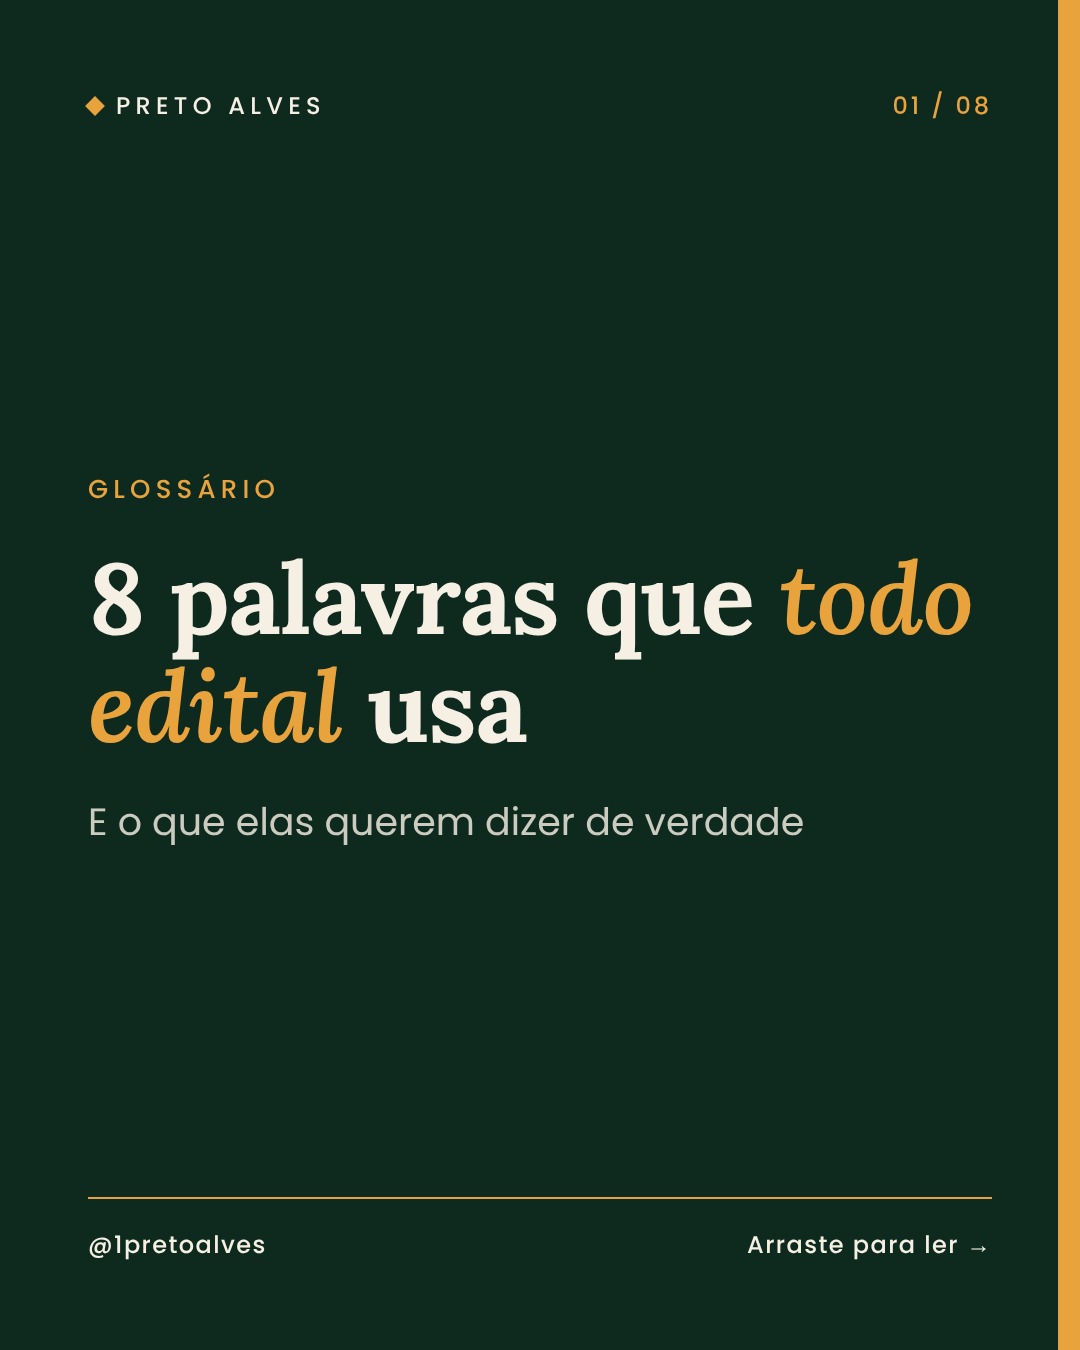 PRETO ALVES
01 / 08
GLOSSÁRIO
8 palavras que todo
edital usa
E o que elas querem dizer de verdade
@1pretoalves
Arraste para ler →